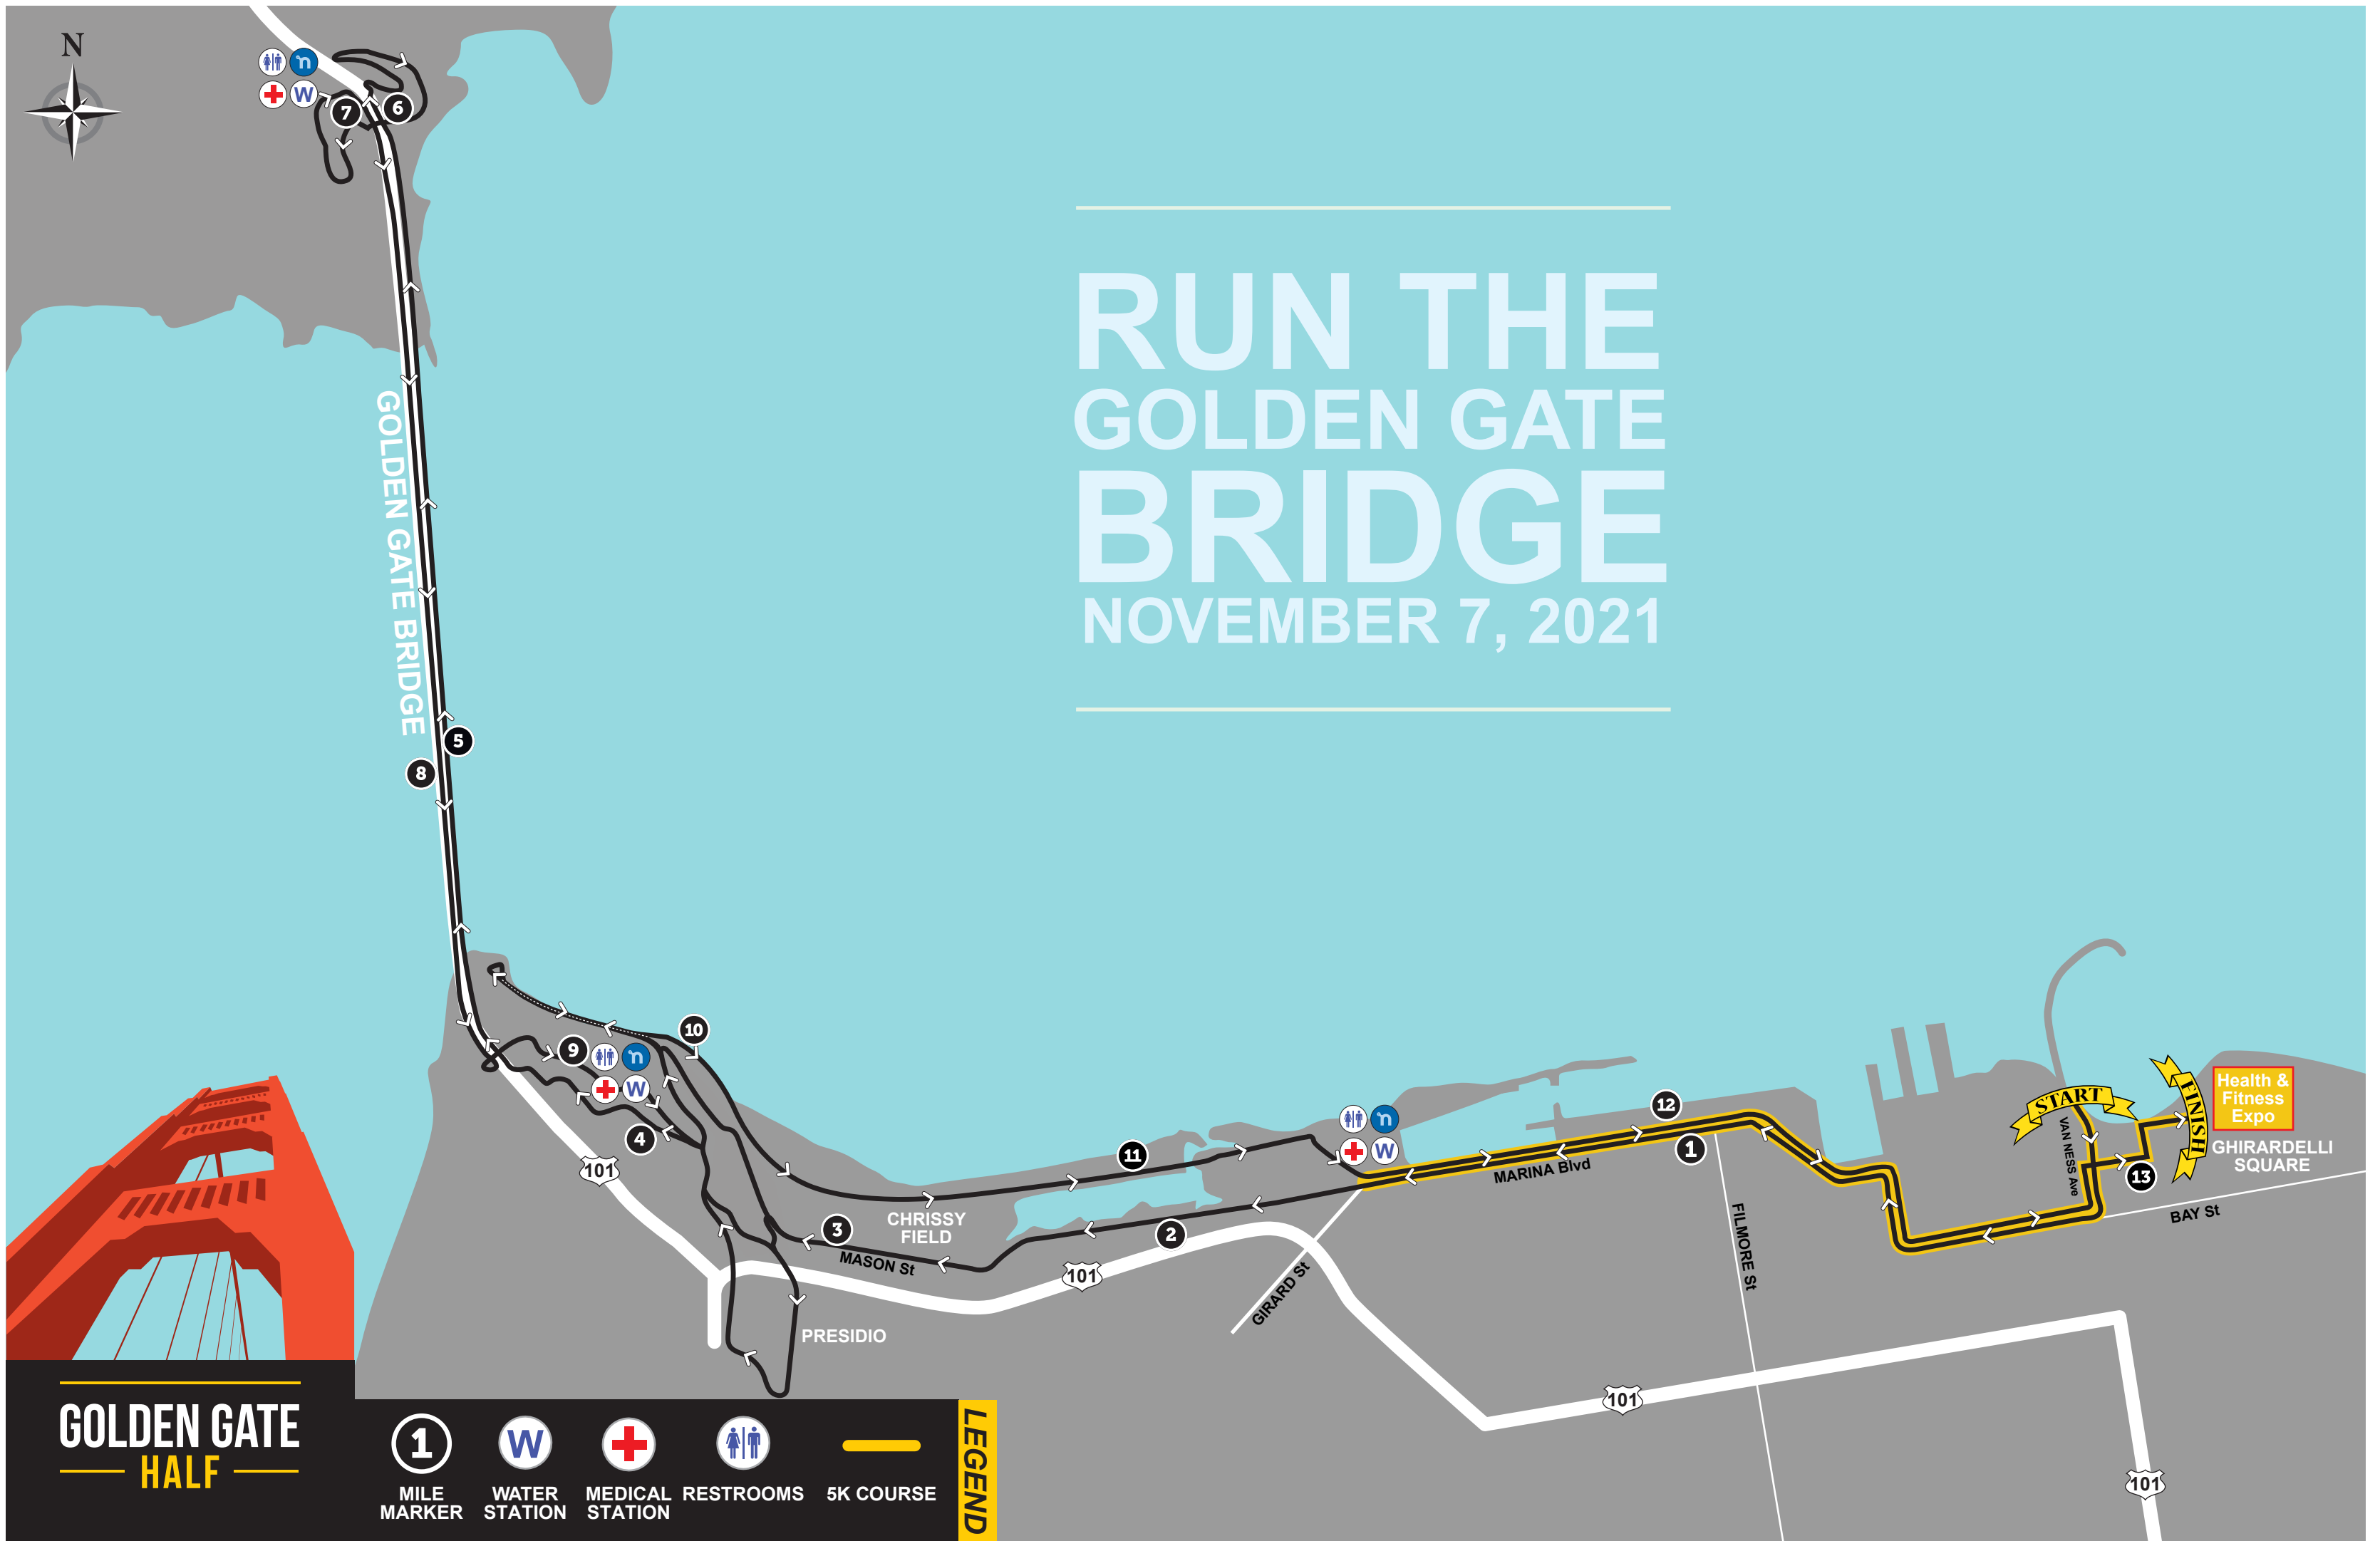 N
W
7
6
RUN THE
GOLDEN GATE
BRIDGE
NOVEMBER 7, 2021
GOLDEN GATE BRIDGE
5
8
10
9
W
4
101
11
12
1
W
MARINA Blvd
START
VAN NESS Ave
FINISH
Health &
Fitness
Expo
GHIRARDELLI
SQUARE
13
BAY St
CHRISSY
FIELD
3
MASON St
2
101
GIRARD St
FILMORE St
PRESIDIO
101
101
GOLDEN GATE
HALF
1
MILE
MARKER
W
WATER
STATION
MEDICAL
STATION
RESTROOMS
5K COURSE
LEGEND